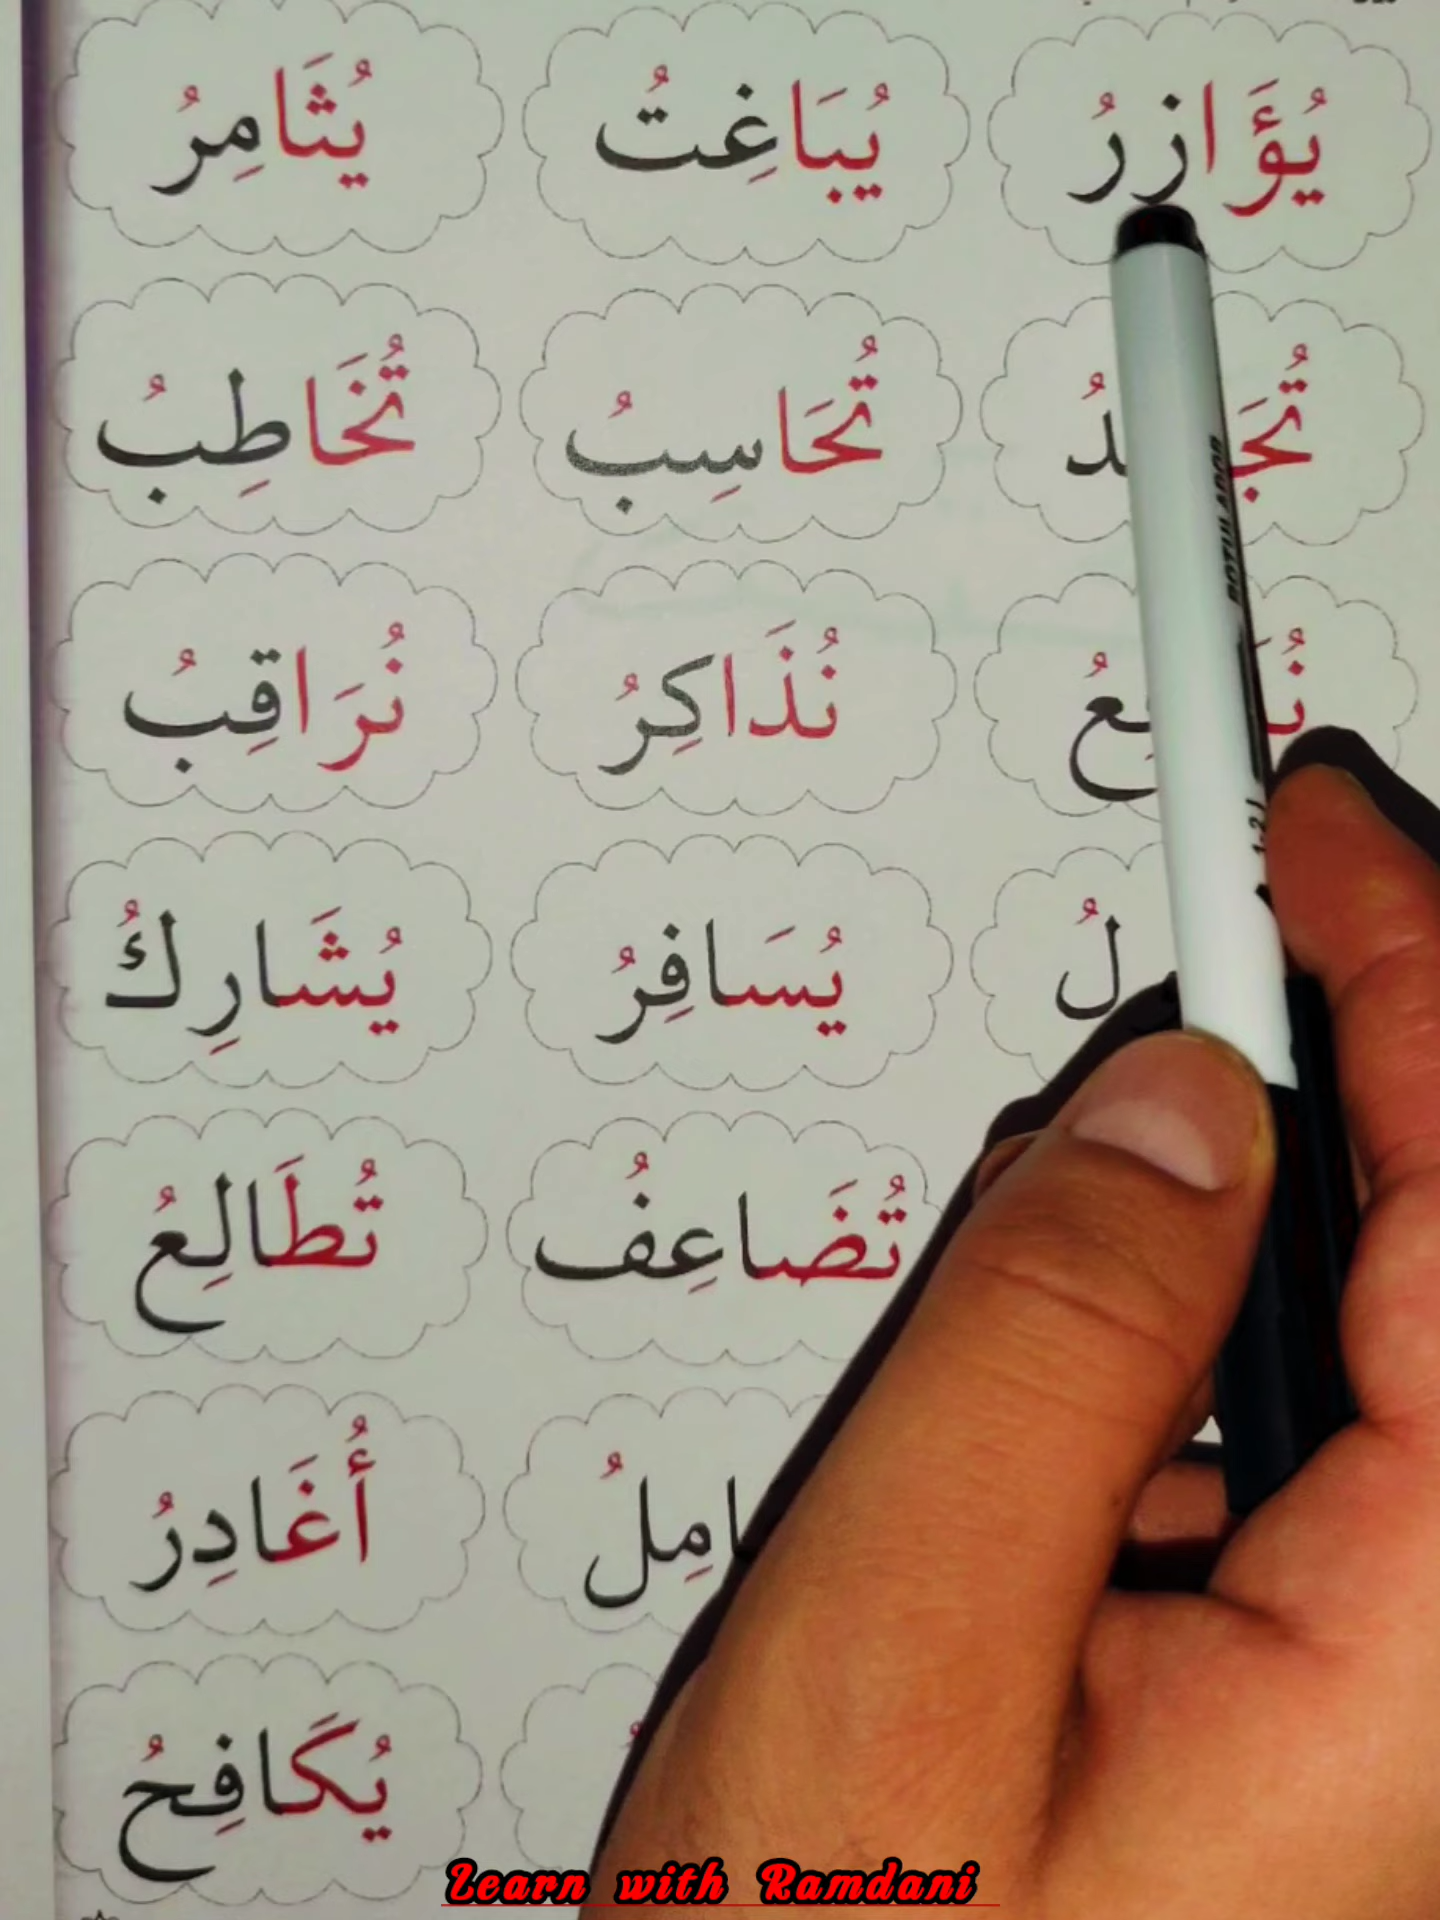 يُؤَازِرُ يُبَاغِتُ يُثَامِرُ
تُحَاسِبُ تُخَاطِبُ
نُذَاكِرُ نُرَاقِبُ
يُسَافِرُ يُشَارِكُ
تُضَاعِفُ تُطَالِعُ
أُغَادِرُ
يُكَافِحُ
Learn with Ramdani